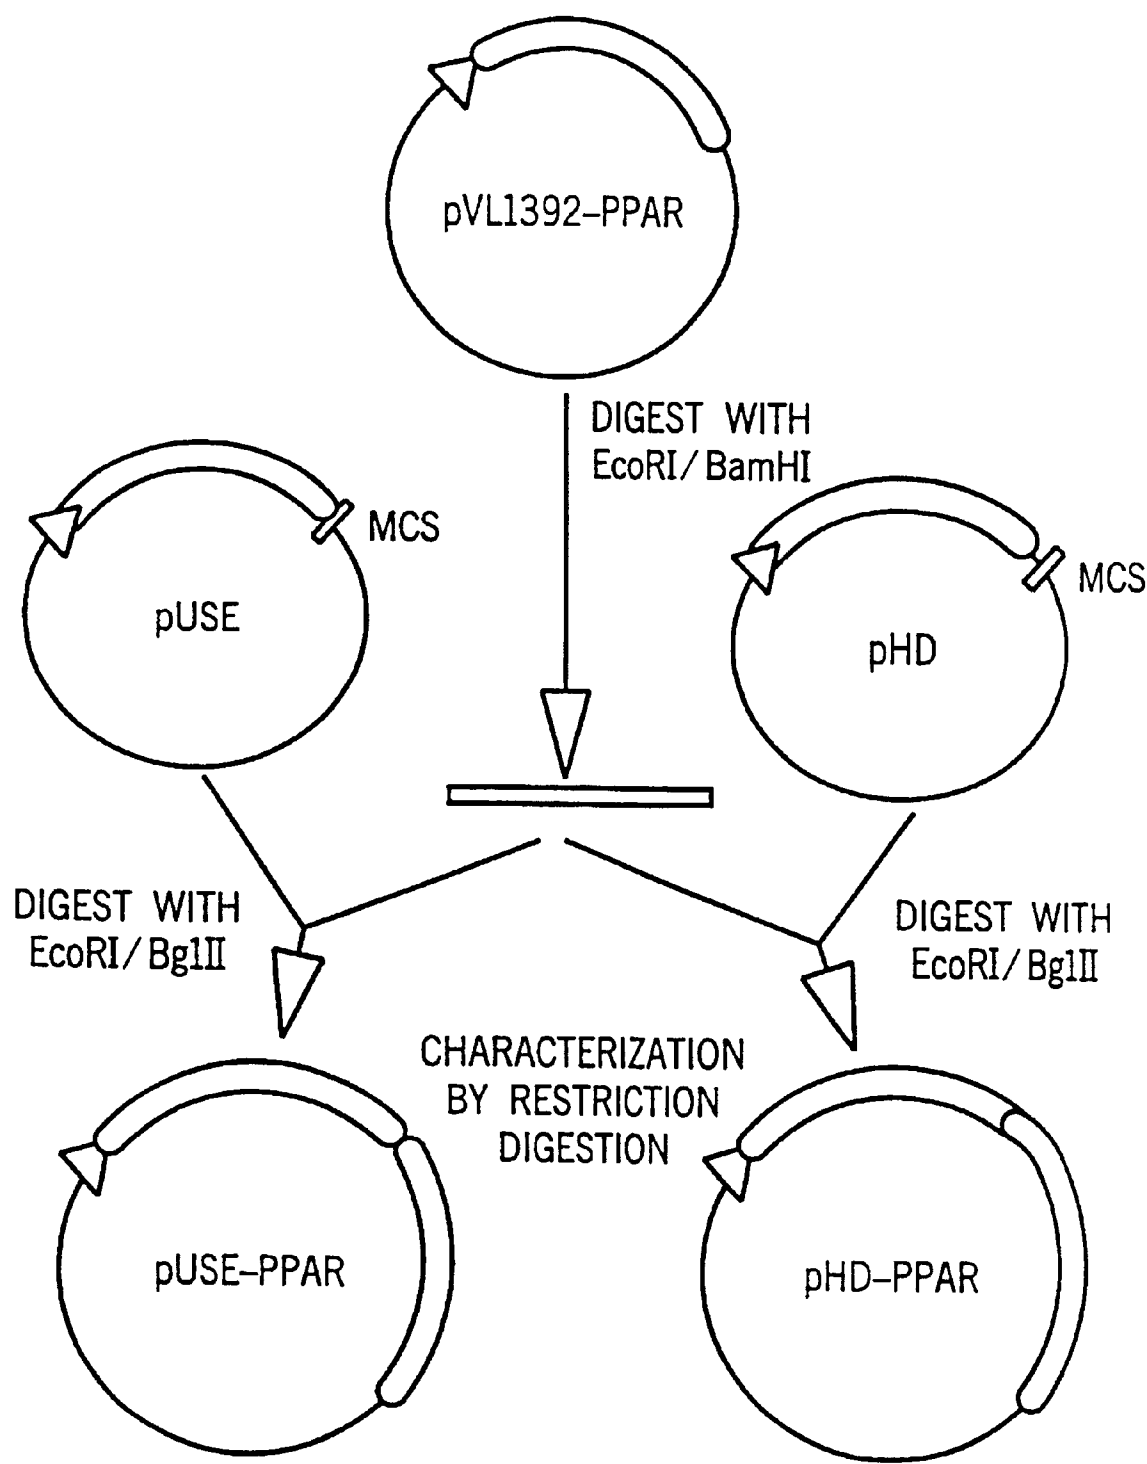 pVL1392-PPAR
DIGEST WITH
EcoRI/BamHI
MCS
pUSE
MCS
pHD
DIGEST WITH
EcoRI/BglII
DIGEST WITH
EcoRI/BglII
CHARACTERIZATION
BY RESTRICTION
DIGESTION
pUSE-PPAR
pHD-PPAR